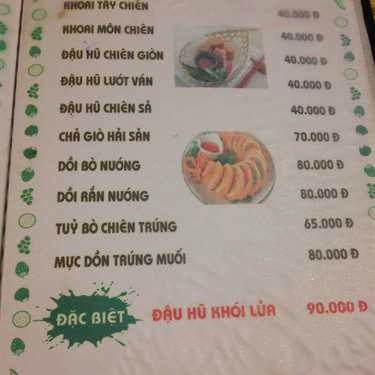 KHOAI TÂY CHIÊN 40.000 Đ
KHOAI MÔN CHIÊN 40.000 Đ
ĐẬU HŨ CHIÊN GIÒN 40.000 Đ
ĐẬU HŨ LƯỚT VÁN 40.000 Đ
ĐẬU HŨ CHIÊN SẢ 40.000 Đ
CHẢ GIÒ HẢI SẢN 70.000 Đ
DỒI BÒ NƯỚNG 80.000 Đ
DỒI RẮN NƯỚNG 80.000 Đ
TUỶ BÒ CHIÊN TRỨNG 65.000 Đ
MỰC DỒN TRỨNG MUỐI 80.000 Đ
ĐẶC BIỆT ĐẬU HŨ KHÓI LỬA 90.000 Đ